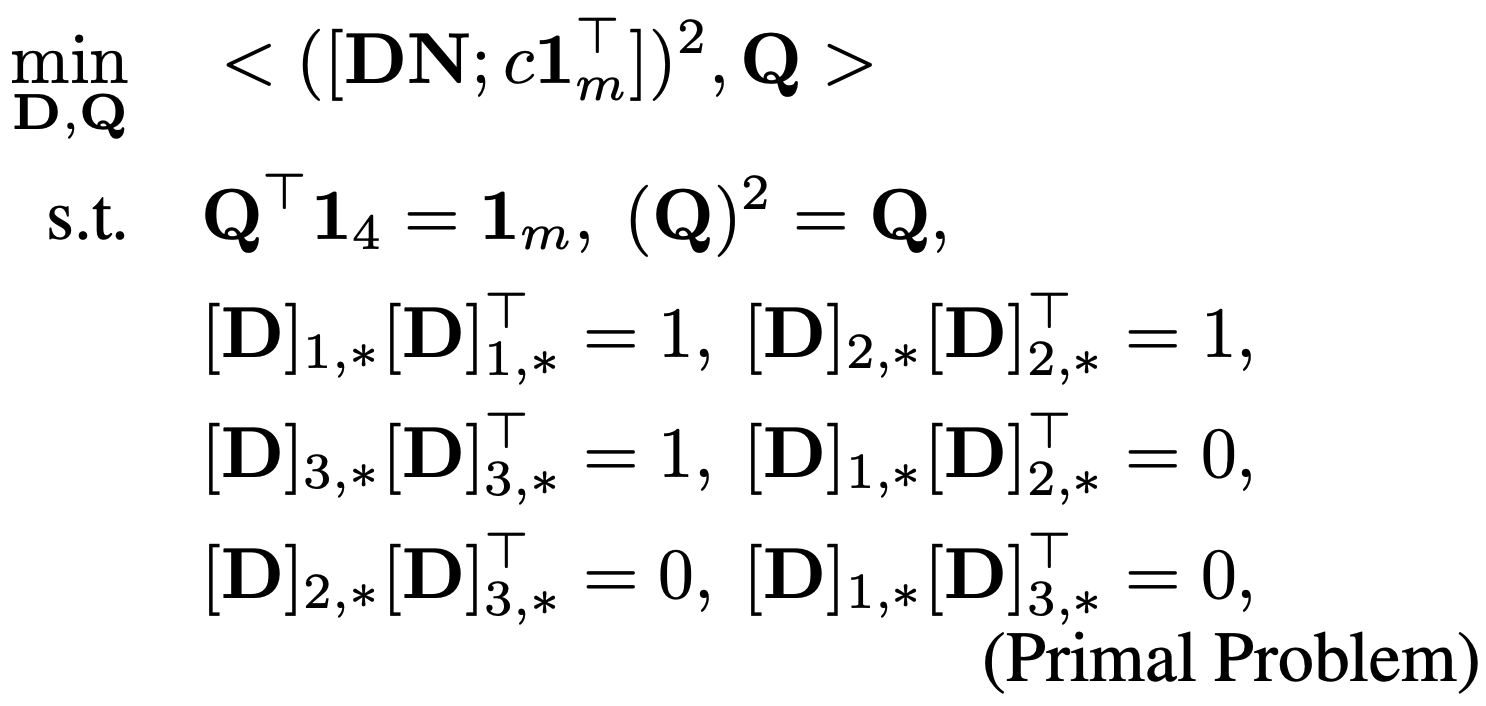 min_{𝐃,𝐐} < ([𝐃𝐍; c𝟏_m^⊤])^2, 𝐐 >
s.t. 𝐐^⊤𝟏_4 = 𝟏_m, (𝐐)^2 = 𝐐,
[𝐃]_{1,*}[𝐃]_{1,*}^⊤ = 1, [𝐃]_{2,*}[𝐃]_{2,*}^⊤ = 1,
[𝐃]_{3,*}[𝐃]_{3,*}^⊤ = 1, [𝐃]_{1,*}[𝐃]_{2,*}^⊤ = 0,
[𝐃]_{2,*}[𝐃]_{3,*}^⊤ = 0, [𝐃]_{1,*}[𝐃]_{3,*}^⊤ = 0,
(Primal Problem)